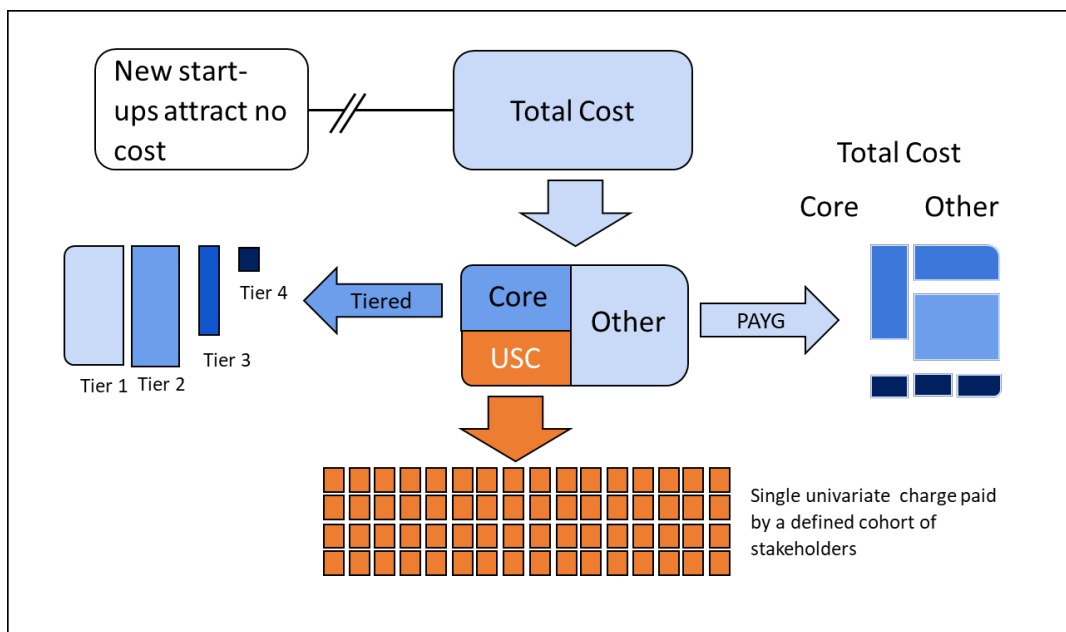 New start-
ups attract no
cost
Total Cost
Total Cost
Core Other
Tier 4
Tiered
Core
Other
PAYG
Tier 3
USC
Tier 1 Tier 2
Single univariate charge paid
by a defined cohort of
stakeholders